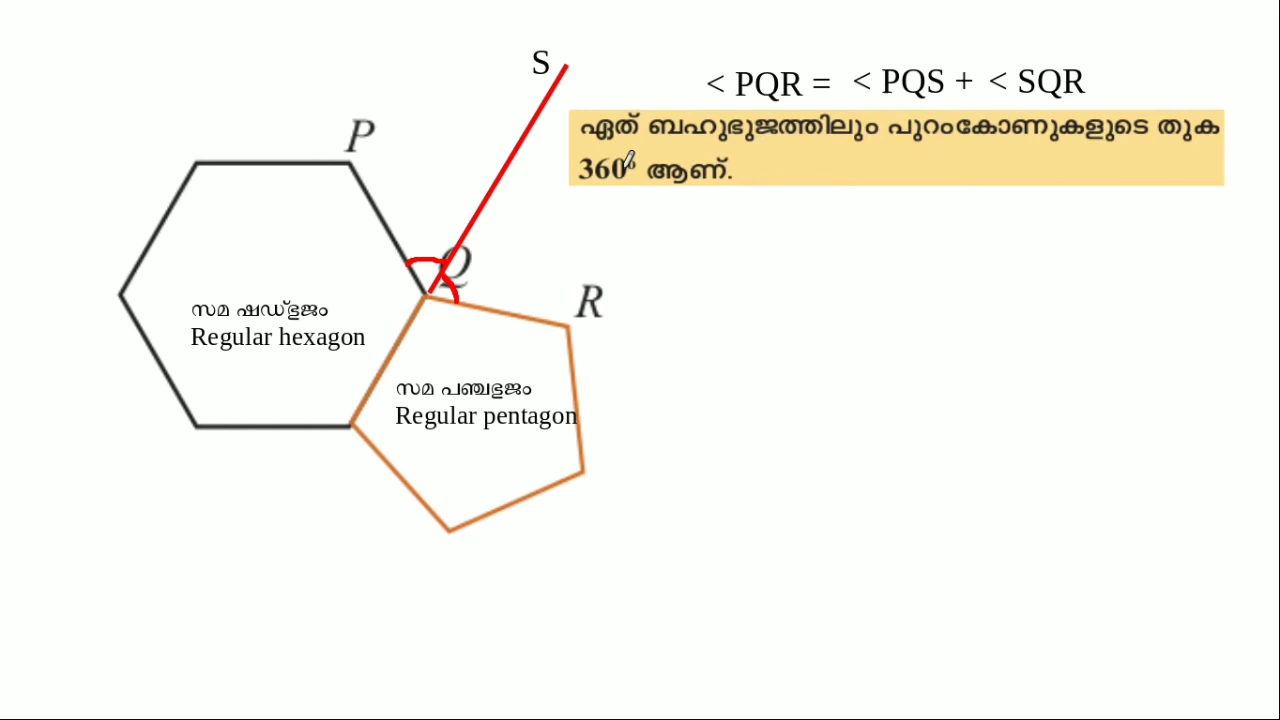 S
< PQR = < PQS + < SQR
ഏത് ബഹുഭുജത്തിലും പുറംകോണുകളുടെ തുക
360° ആണ്.
P
Q
R
സമ ഷഡ്ഭുജം
Regular hexagon
സമ പഞ്ചഭുജം
Regular pentagon